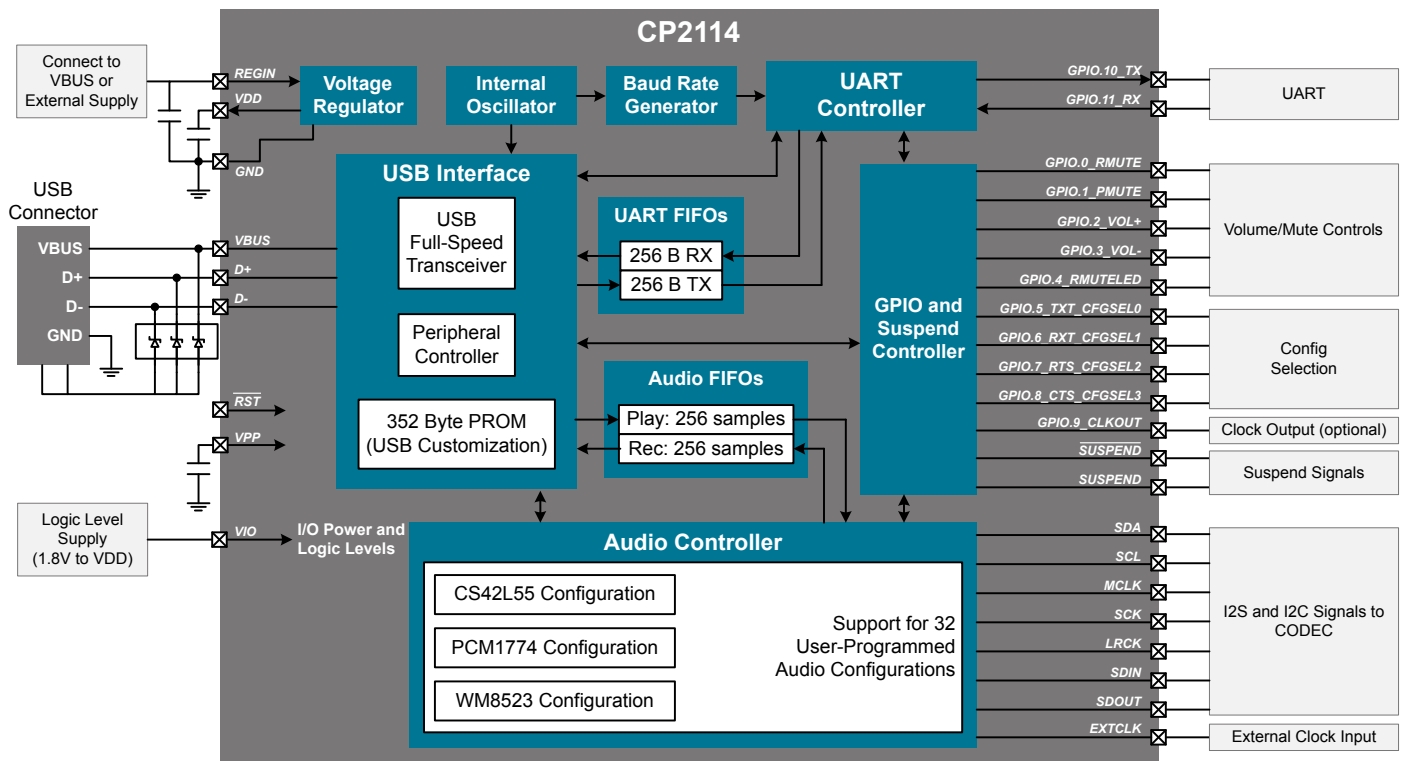 CP2114
Connect to
VBUS or
External Supply
REGIN
VDD
GND
Voltage
Regulator
Internal
Oscillator
Baud Rate
Generator
UART
Controller
GPIO.10_TX
GPIO.11_RX
UART
USB
Connector
VBUS
D+
D-
GND
VBUS
D+
D-
RST
VPP
USB Interface
USB
Full-Speed
Transceiver
Peripheral
Controller
352 Byte PROM
(USB Customization)
UART FIFOs
256 B RX
256 B TX
Audio FIFOs
Play: 256 samples
Rec: 256 samples
GPIO and
Suspend
Controller
GPIO.0_RMUTE
GPIO.1_PMUTE
GPIO.2_VOL+
GPIO.3_VOL-
GPIO.4_RMUTELED
Volume/Mute Controls
GPIO.5_TXT_CFGSEL0
GPIO.6_RXT_CFGSEL1
GPIO.7_RTS_CFGSEL2
GPIO.8_CTS_CFGSEL3
Config
Selection
GPIO.9_CLKOUT
Clock Output (optional)
SUSPEND
SUSPEND
Suspend Signals
Logic Level
Supply
(1.8V to VDD)
VIO
I/O Power and
Logic Levels
Audio Controller
CS42L55 Configuration
PCM1774 Configuration
WM8523 Configuration
Support for 32
User-Programmed
Audio Configurations
SDA
SCL
MCLK
SCK
LRCK
SDIN
SDOUT
I2S and I2C Signals to
CODEC
EXTCLK
External Clock Input